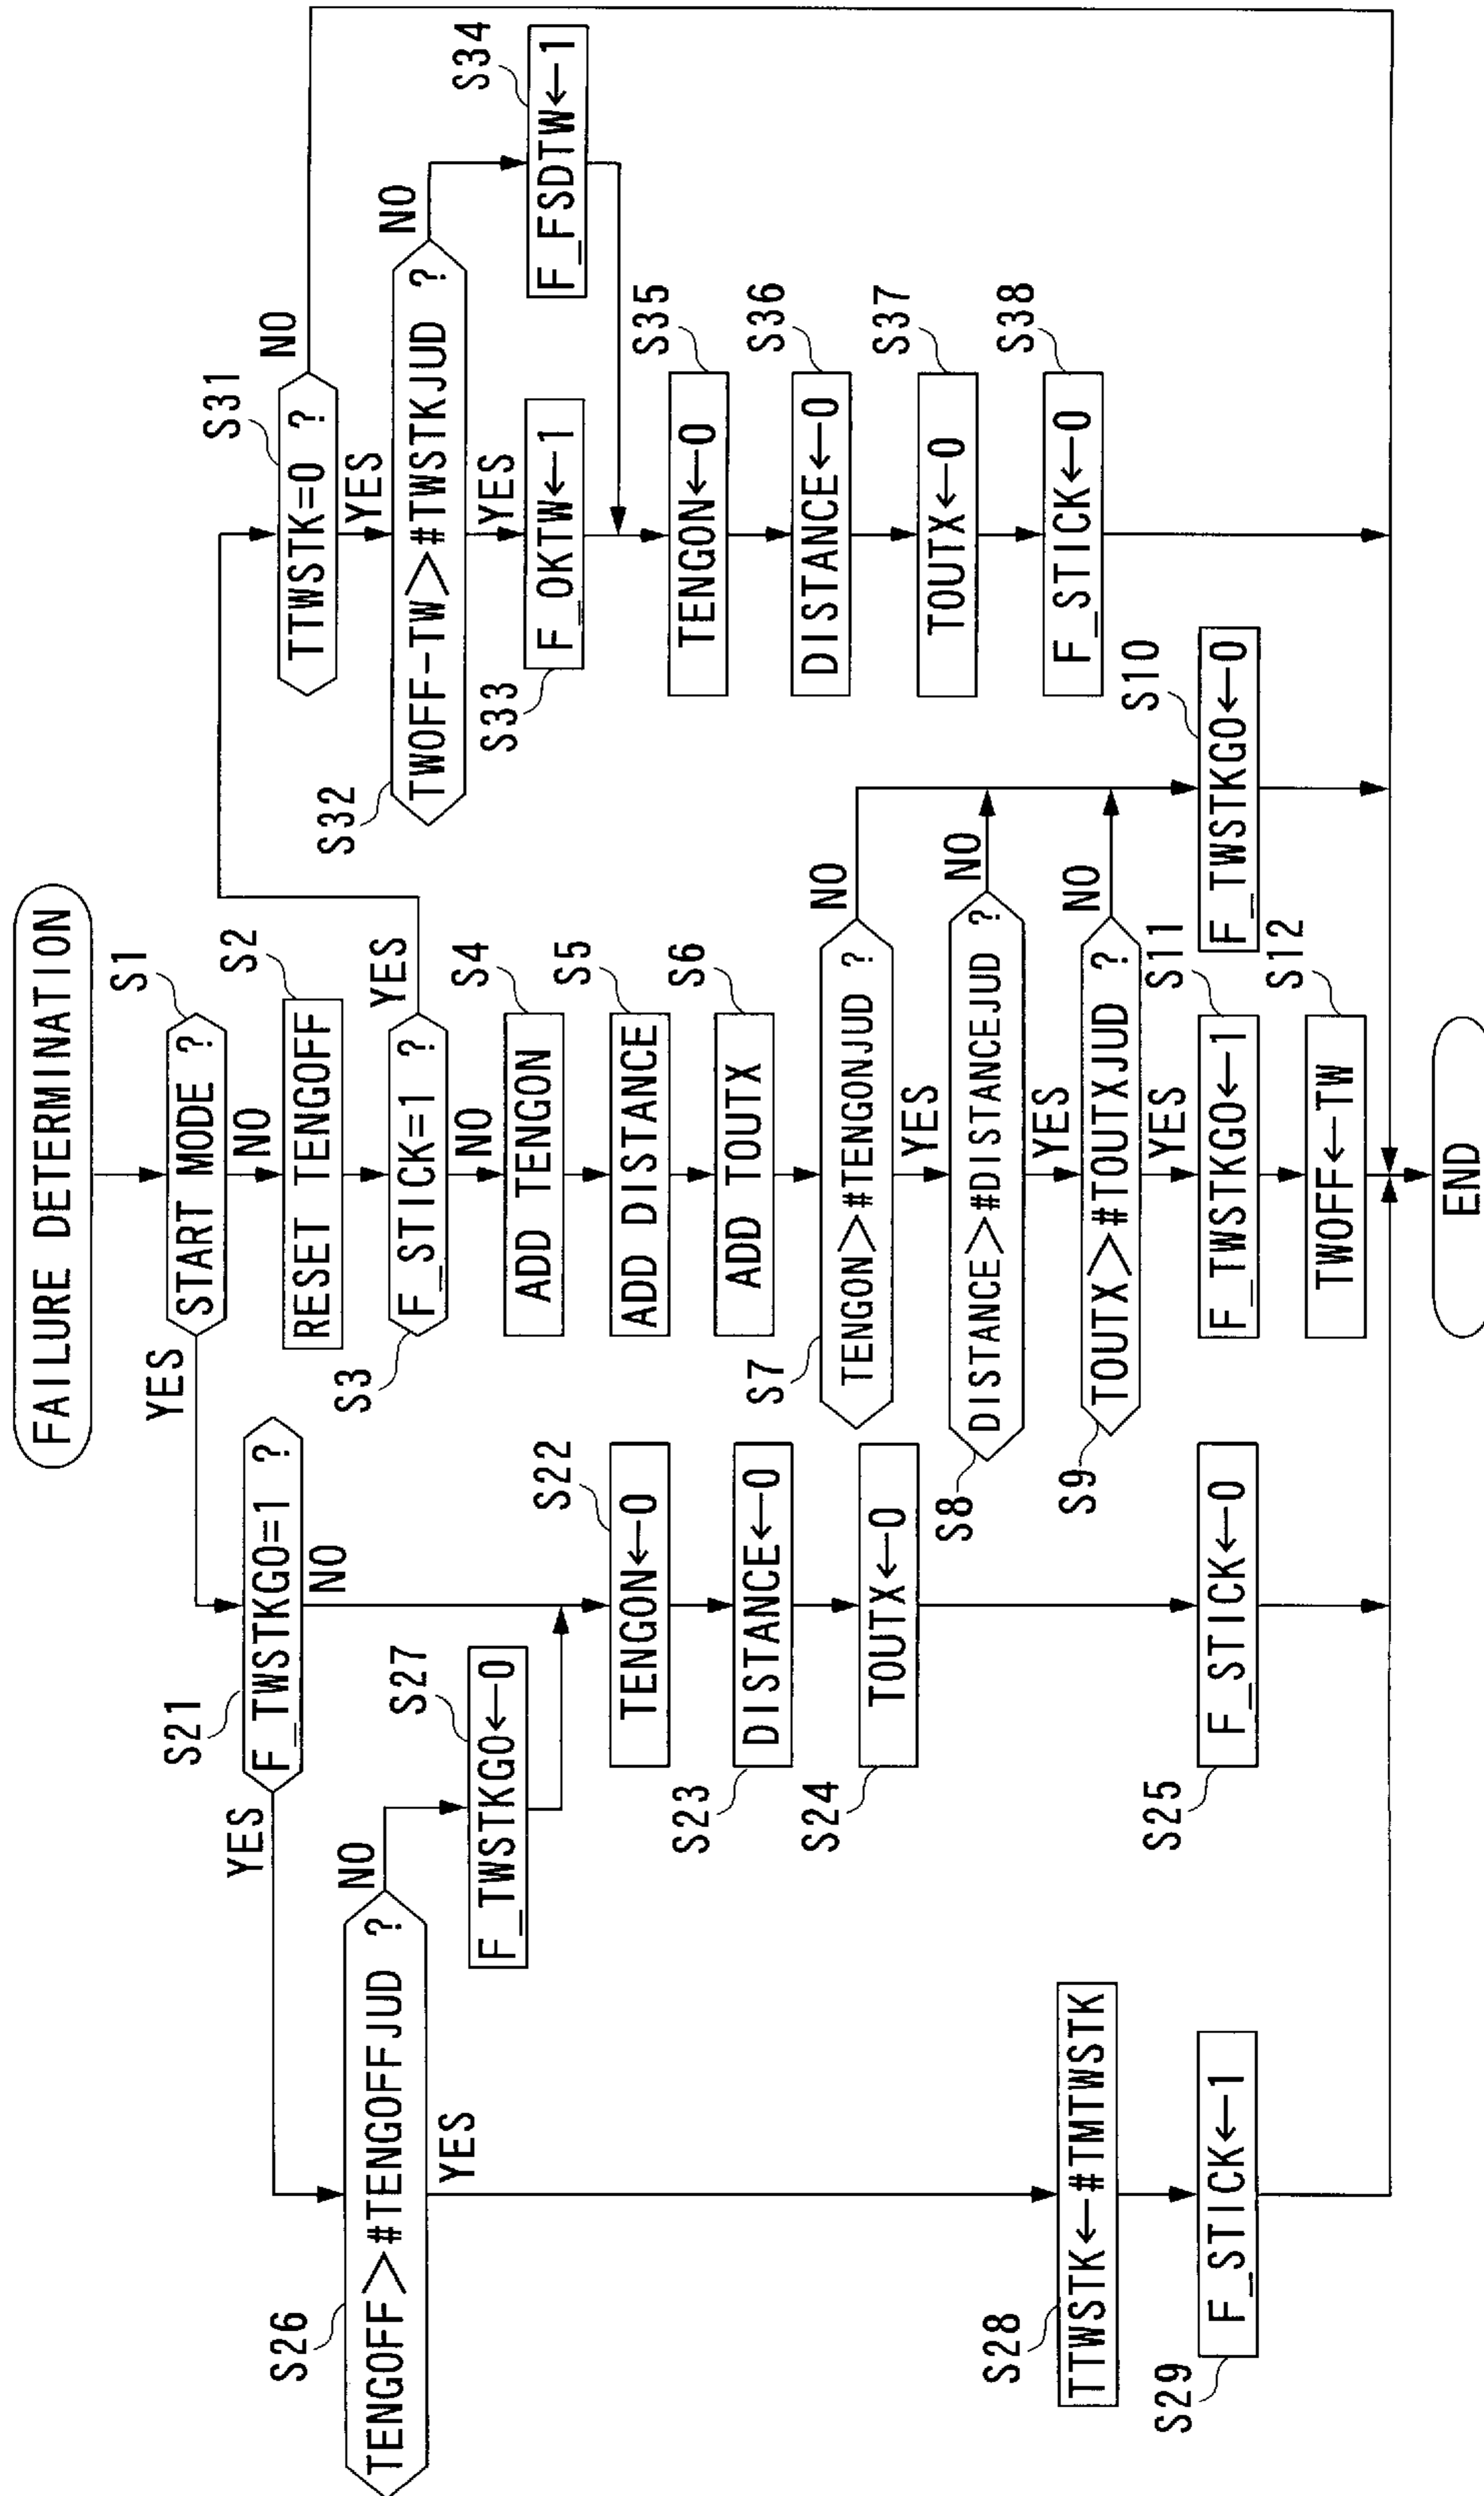 FAILURE DETERMINATION
S1
START MODE ?
YES
NO
S2
RESET TENGOFF
S3
F_STICK=1 ?
YES
NO
S4
ADD TENGON
S5
ADD DISTANCE
S6
ADD TOUTX
S7
TENGON>#TENGONJUD ?
NO
YES
S8
DISTANCE>#DISTANCEJUD ?
NO
YES
S9
TOUTX>#TOUTXJUD ?
NO
YES
S10
F_TWSTKGO←0
S11
F_TWSTKGO←1
S12
TWOFF←TW
END
S21
F_TWSTKGO=1 ?
YES
NO
S22
TENGON←0
S23
DISTANCE←0
S24
TOUTX←0
S25
F_STICK←0
S26
TENGOFF>#TENGOFFJUD ?
NO
YES
S27
F_TWSTKGO←0
S28
TTWSTK←#TMTWSTK
S29
F_STICK←1
S31
TTWSTK=0 ?
NO
YES
S32
TWOFF-TW>#TWSTKJUD ?
NO
YES
S33
F_OKTW←1
S34
F_FSDTW←1
S35
TENGON←0
S36
DISTANCE←0
S37
TOUTX←0
S38
F_STICK←0